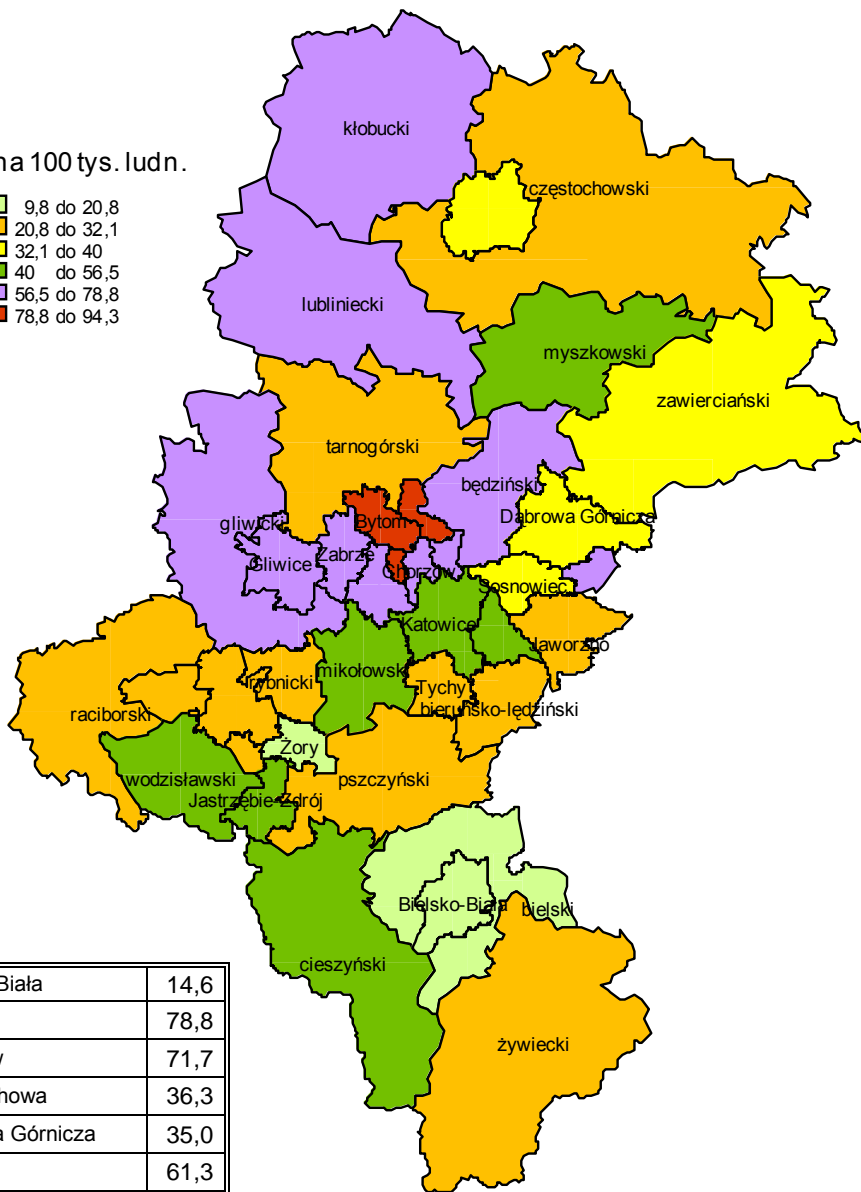 na 100 tys. ludn.
9,8 do 20,8
20,8 do 32,1
32,1 do 40
40 do 56,5
56,5 do 78,8
78,8 do 94,3
kłobucki
częstochowski
lubliniecki
myszkowski
zawierciański
tarnogórski
będziński
gliwicki
Bytom
Dąbrowa Górnicza
Gliwice
Zabrze
Chorzów
Sosnowiec
Katowice
Jaworzno
mikołowski
rybnicki
Tychy
bieruńsko-lędziński
raciborski
Żory
wodzisławski
Jastrzębie-Zdrój
pszczyński
Bielsko-Biała
bielski
cieszyński
żywiecki
Biała 14,6
78,8
71,7
howa 36,3
a Górnicza 35,0
61,3